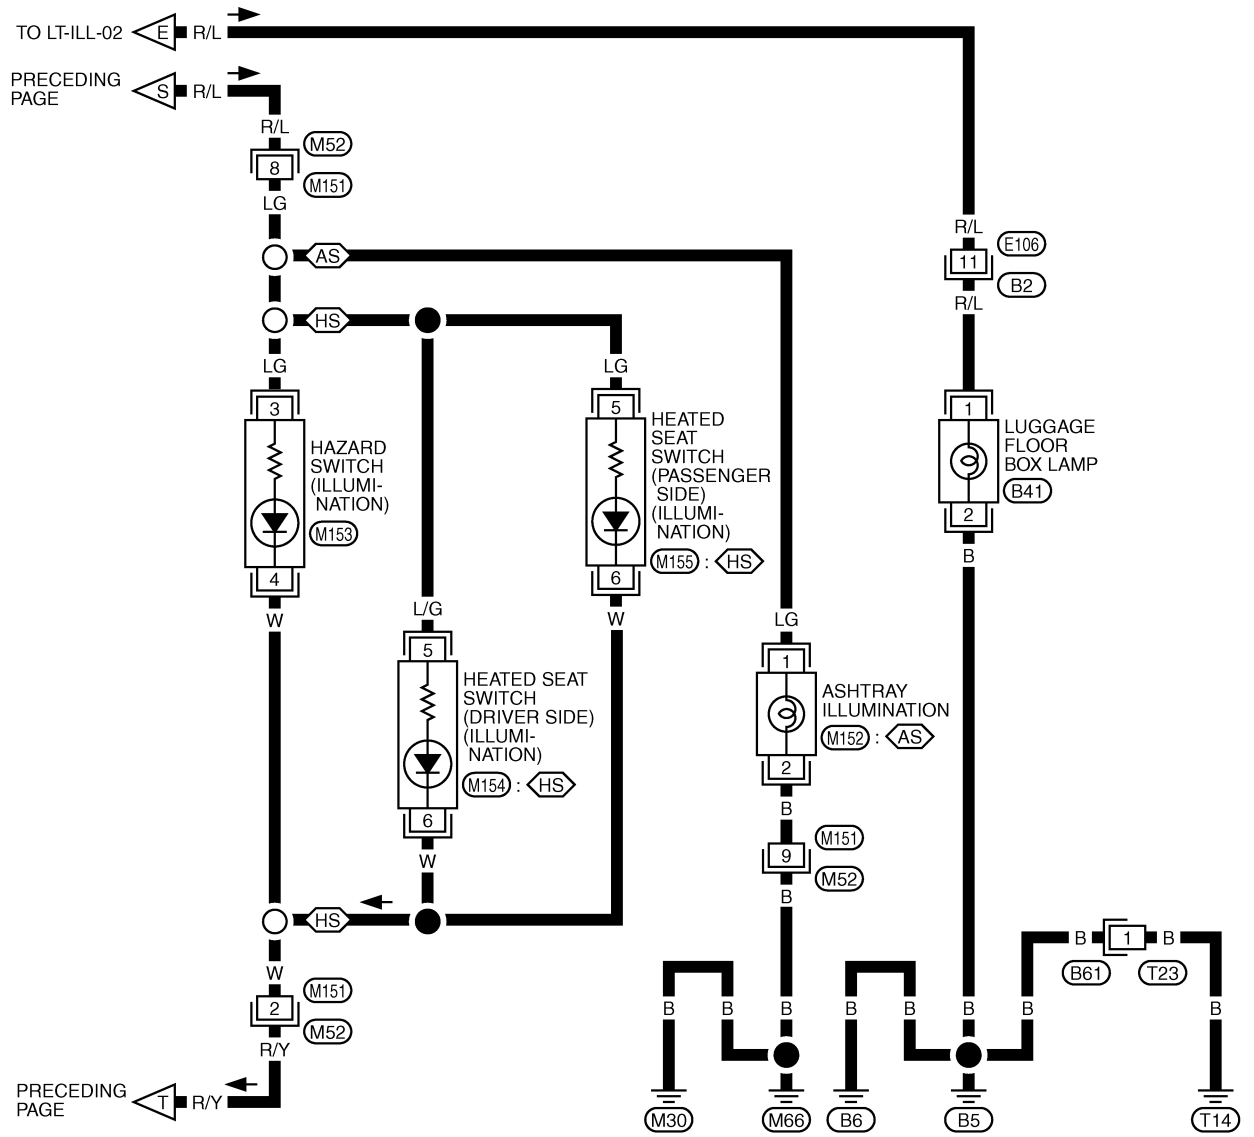 TO LT-ILL-02 E R/L
PRECEDING
PAGE
S R/L
R/L
M52
8
M151
LG
AS
HS
LG
3
HAZARD
SWITCH
(ILLUMI-
NATION)
M153
4
W
L/G
5
HEATED SEAT
SWITCH
(DRIVER SIDE)
(ILLUMI-
NATION)
M154 : HS
6
W
LG
5
HEATED
SEAT
SWITCH
(PASSENGER
SIDE)
(ILLUMI-
NATION)
M155 : HS
6
W
HS
W
M151
2
M52
R/Y
PRECEDING
PAGE
T R/Y
LG
1
ASHTRAY
ILLUMINATION
M152 : AS
2
B
M151
9
M52
B
B B B
M30 M66
R/L
E106
11
B2
R/L
1
LUGGAGE
FLOOR
BOX LAMP
B41
2
B
B 1 B
B61 T23
B B B B B
B6 B5 T14